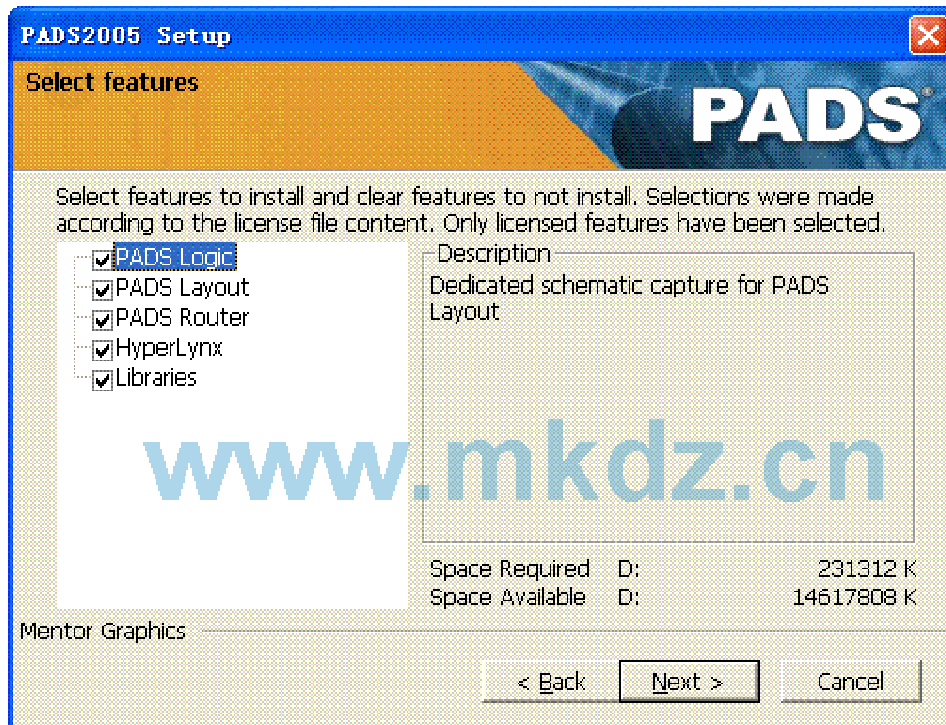 PADS2005 Setup
Select features
PADS®
Select features to install and clear features to not install. Selections were made
according to the license file content. Only licensed features have been selected.
PADS Logic
PADS Layout
PADS Router
HyperLynx
Libraries
Description
Dedicated schematic capture for PADS
Layout
www.mkdz.cn
Space Required D: 231312 K
Space Available D: 14617808 K
Mentor Graphics
< Back Next > Cancel